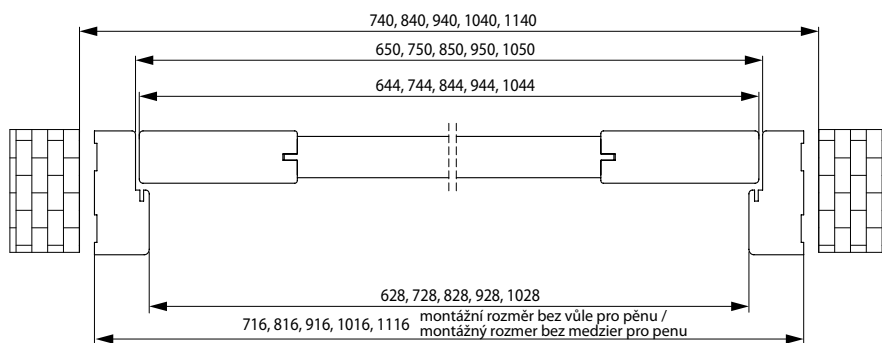 740, 840, 940, 1040, 1140
650, 750, 850, 950, 1050
644, 744, 844, 944, 1044
628, 728, 828, 928, 1028
716, 816, 916, 1016, 1116 montážní rozměr bez vůle pro pěnu /
montážný rozmer bez medzier pro penu